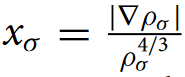 x_σ = |∇ρ_σ| / ρ_σ^{4/3}